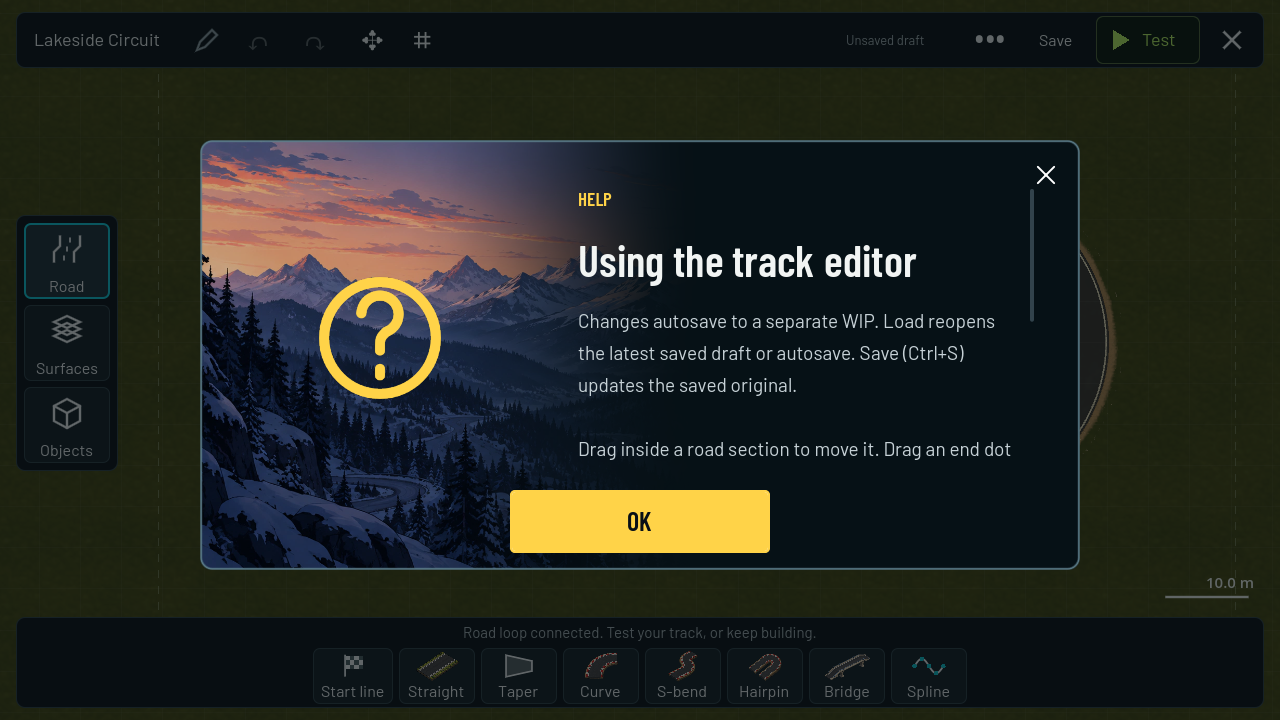 Lakeside Circuit
Unsaved draft
Save
Test
HELP
Using the track editor
Changes autosave to a separate WIP. Load reopens
the latest saved draft or autosave. Save (Ctrl+S)
updates the saved original.
Drag inside a road section to move it. Drag an end dot
OK
Road
Surfaces
Objects
10.0 m
Road loop connected. Test your track, or keep building.
Start line
Straight
Taper
Curve
S-bend
Hairpin
Bridge
Spline